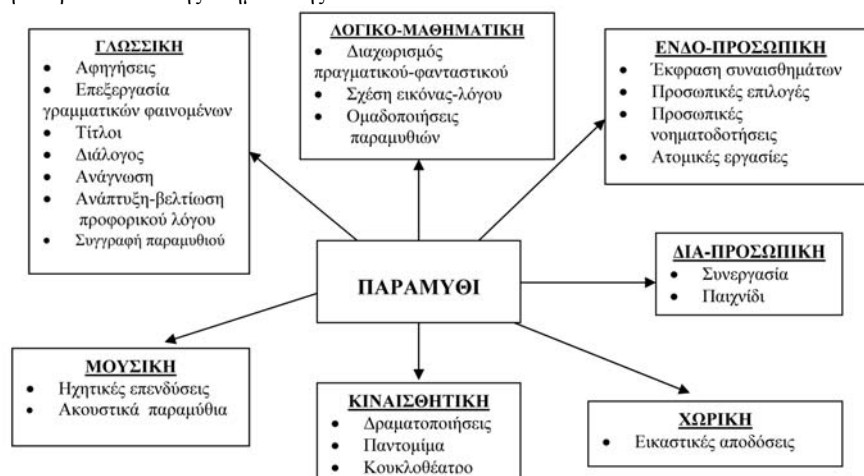 ΓΛΩΣΣΙΚΗ
• Αφηγήσεις
• Επεξεργασία
γραμματικών φαινομένων
• Τίτλοι
• Διάλογος
• Ανάγνωση
• Ανάπτυξη-βελτίωση
προφορικού λόγου
• Συγγραφή παραμυθιού
ΛΟΓΙΚΟ-ΜΑΘΗΜΑΤΙΚΗ
• Διαχωρισμός
πραγματικού-φανταστικού
• Σχέση εικόνας-λόγου
• Ομαδοποιήσεις
παραμυθιών
ΕΝΔΟ-ΠΡΟΣΩΠΙΚΗ
• Έκφραση συναισθημάτων
• Προσωπικές επιλογές
• Προσωπικές
νοηματοδοτήσεις
• Ατομικές εργασίες
ΠΑΡΑΜΥΘΙ
ΔΙΑ-ΠΡΟΣΩΠΙΚΗ
• Συνεργασία
• Παιχνίδι
ΜΟΥΣΙΚΗ
• Ηχητικές επενδύσεις
• Ακουστικά παραμύθια
ΚΙΝΑΙΣΘΗΤΙΚΗ
• Δραματοποιήσεις
• Παντομίμα
• Κουκλοθέατρο
ΧΩΡΙΚΗ
• Εικαστικές αποδόσεις